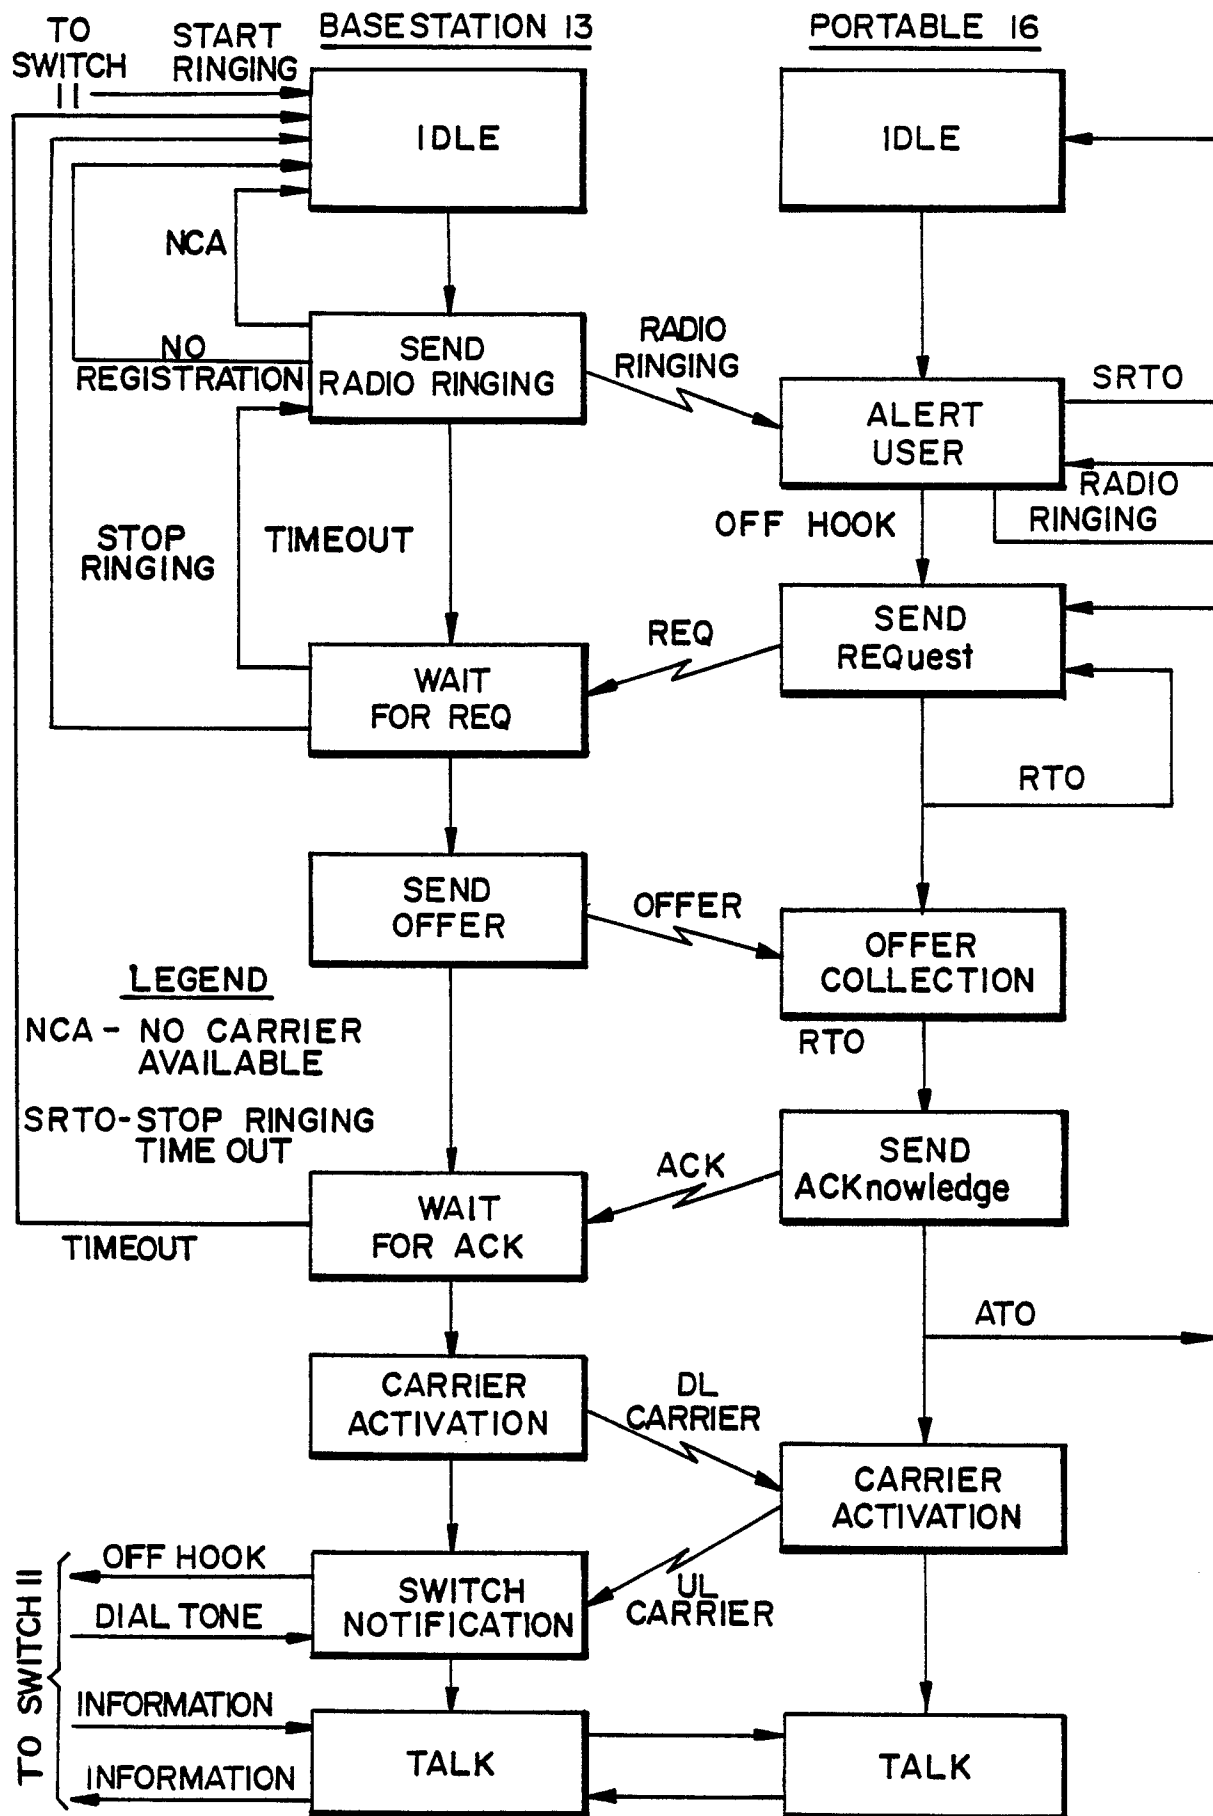 BASESTATION 13
PORTABLE 16
TO
SWITCH
11
START
RINGING
IDLE
IDLE
NCA
NO
REGISTRATION
SEND
RADIO RINGING
RADIO
RINGING
ALERT
USER
SRTO
RADIO
RINGING
OFF HOOK
STOP
RINGING
TIMEOUT
SEND
REQuest
REQ
WAIT
FOR REQ
RTO
SEND
OFFER
OFFER
OFFER
COLLECTION
RTO
LEGEND
NCA - NO CARRIER
AVAILABLE
SRTO-STOP RINGING
TIME OUT
SEND
ACKnowledge
ACK
WAIT
FOR ACK
TIMEOUT
ATO
CARRIER
ACTIVATION
DL
CARRIER
CARRIER
ACTIVATION
UL
CARRIER
TO SWITCH 11
OFF HOOK
DIAL TONE
SWITCH
NOTIFICATION
INFORMATION
INFORMATION
TALK
TALK